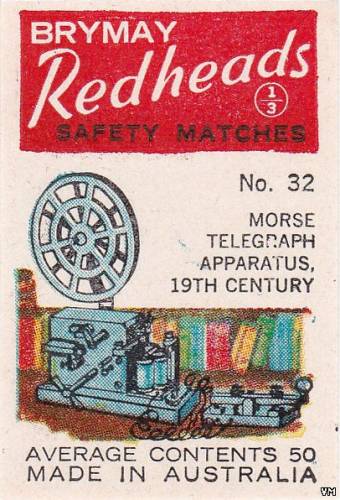 BRYMAY
Redheads
1/3
SAFETY MATCHES
No. 32
MORSE
TELEGRAPH
APPARATUS,
19TH CENTURY
AVERAGE CONTENTS 50
MADE IN AUSTRALIA
VM